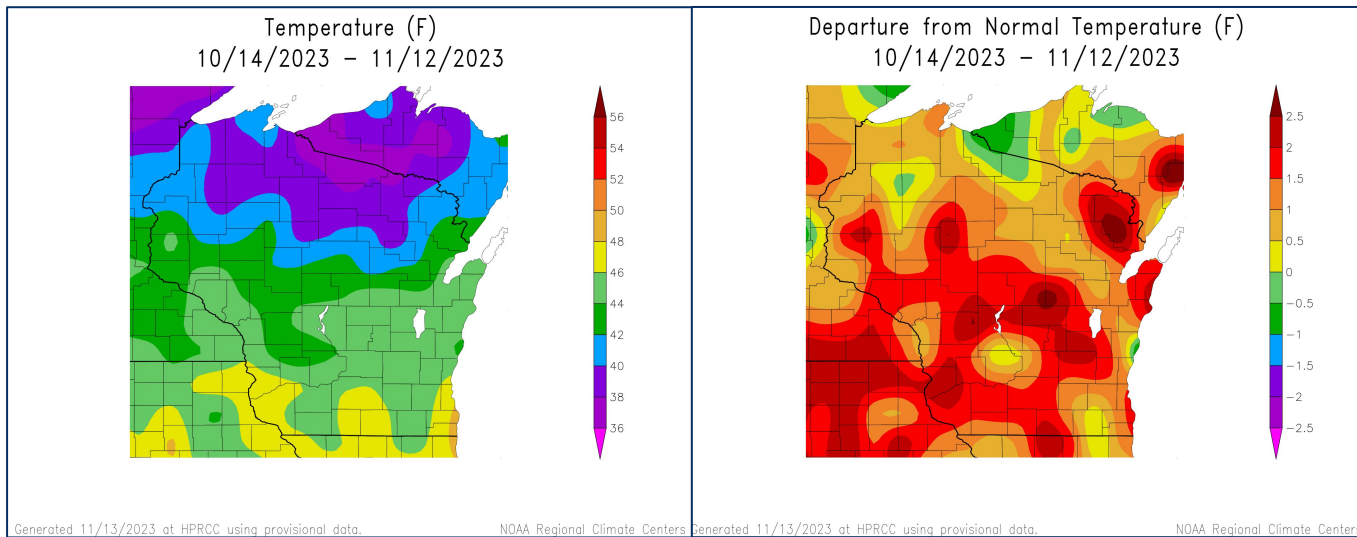 Temperature (F)
10/14/2023 – 11/12/2023
56
54
52
50
48
46
44
42
40
38
36
Generated 11/13/2023 at HPRCC using provisional data.
NOAA Regional Climate Centers
Departure from Normal Temperature (F)
10/14/2023 – 11/12/2023
2.5
2
1.5
1
0.5
0
−0.5
−1
−1.5
−2
−2.5
Generated 11/13/2023 at HPRCC using provisional data.
NOAA Regional Climate Centers